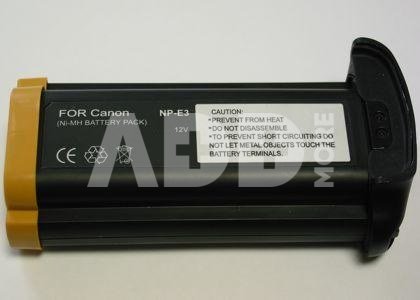 FOR Canon
(Ni-MH BATTERY PACK)
NP-E3
12V
CE
CAUTION:
*PREVENT FROM HEAT
*DO NOT DISASSEMBLE
*TO PREVENT SHORT CIRCUITING DO
NOT LET METAL OBJECTS TOUCH THE
BATTERY TERMINALS.
ADD
MORE